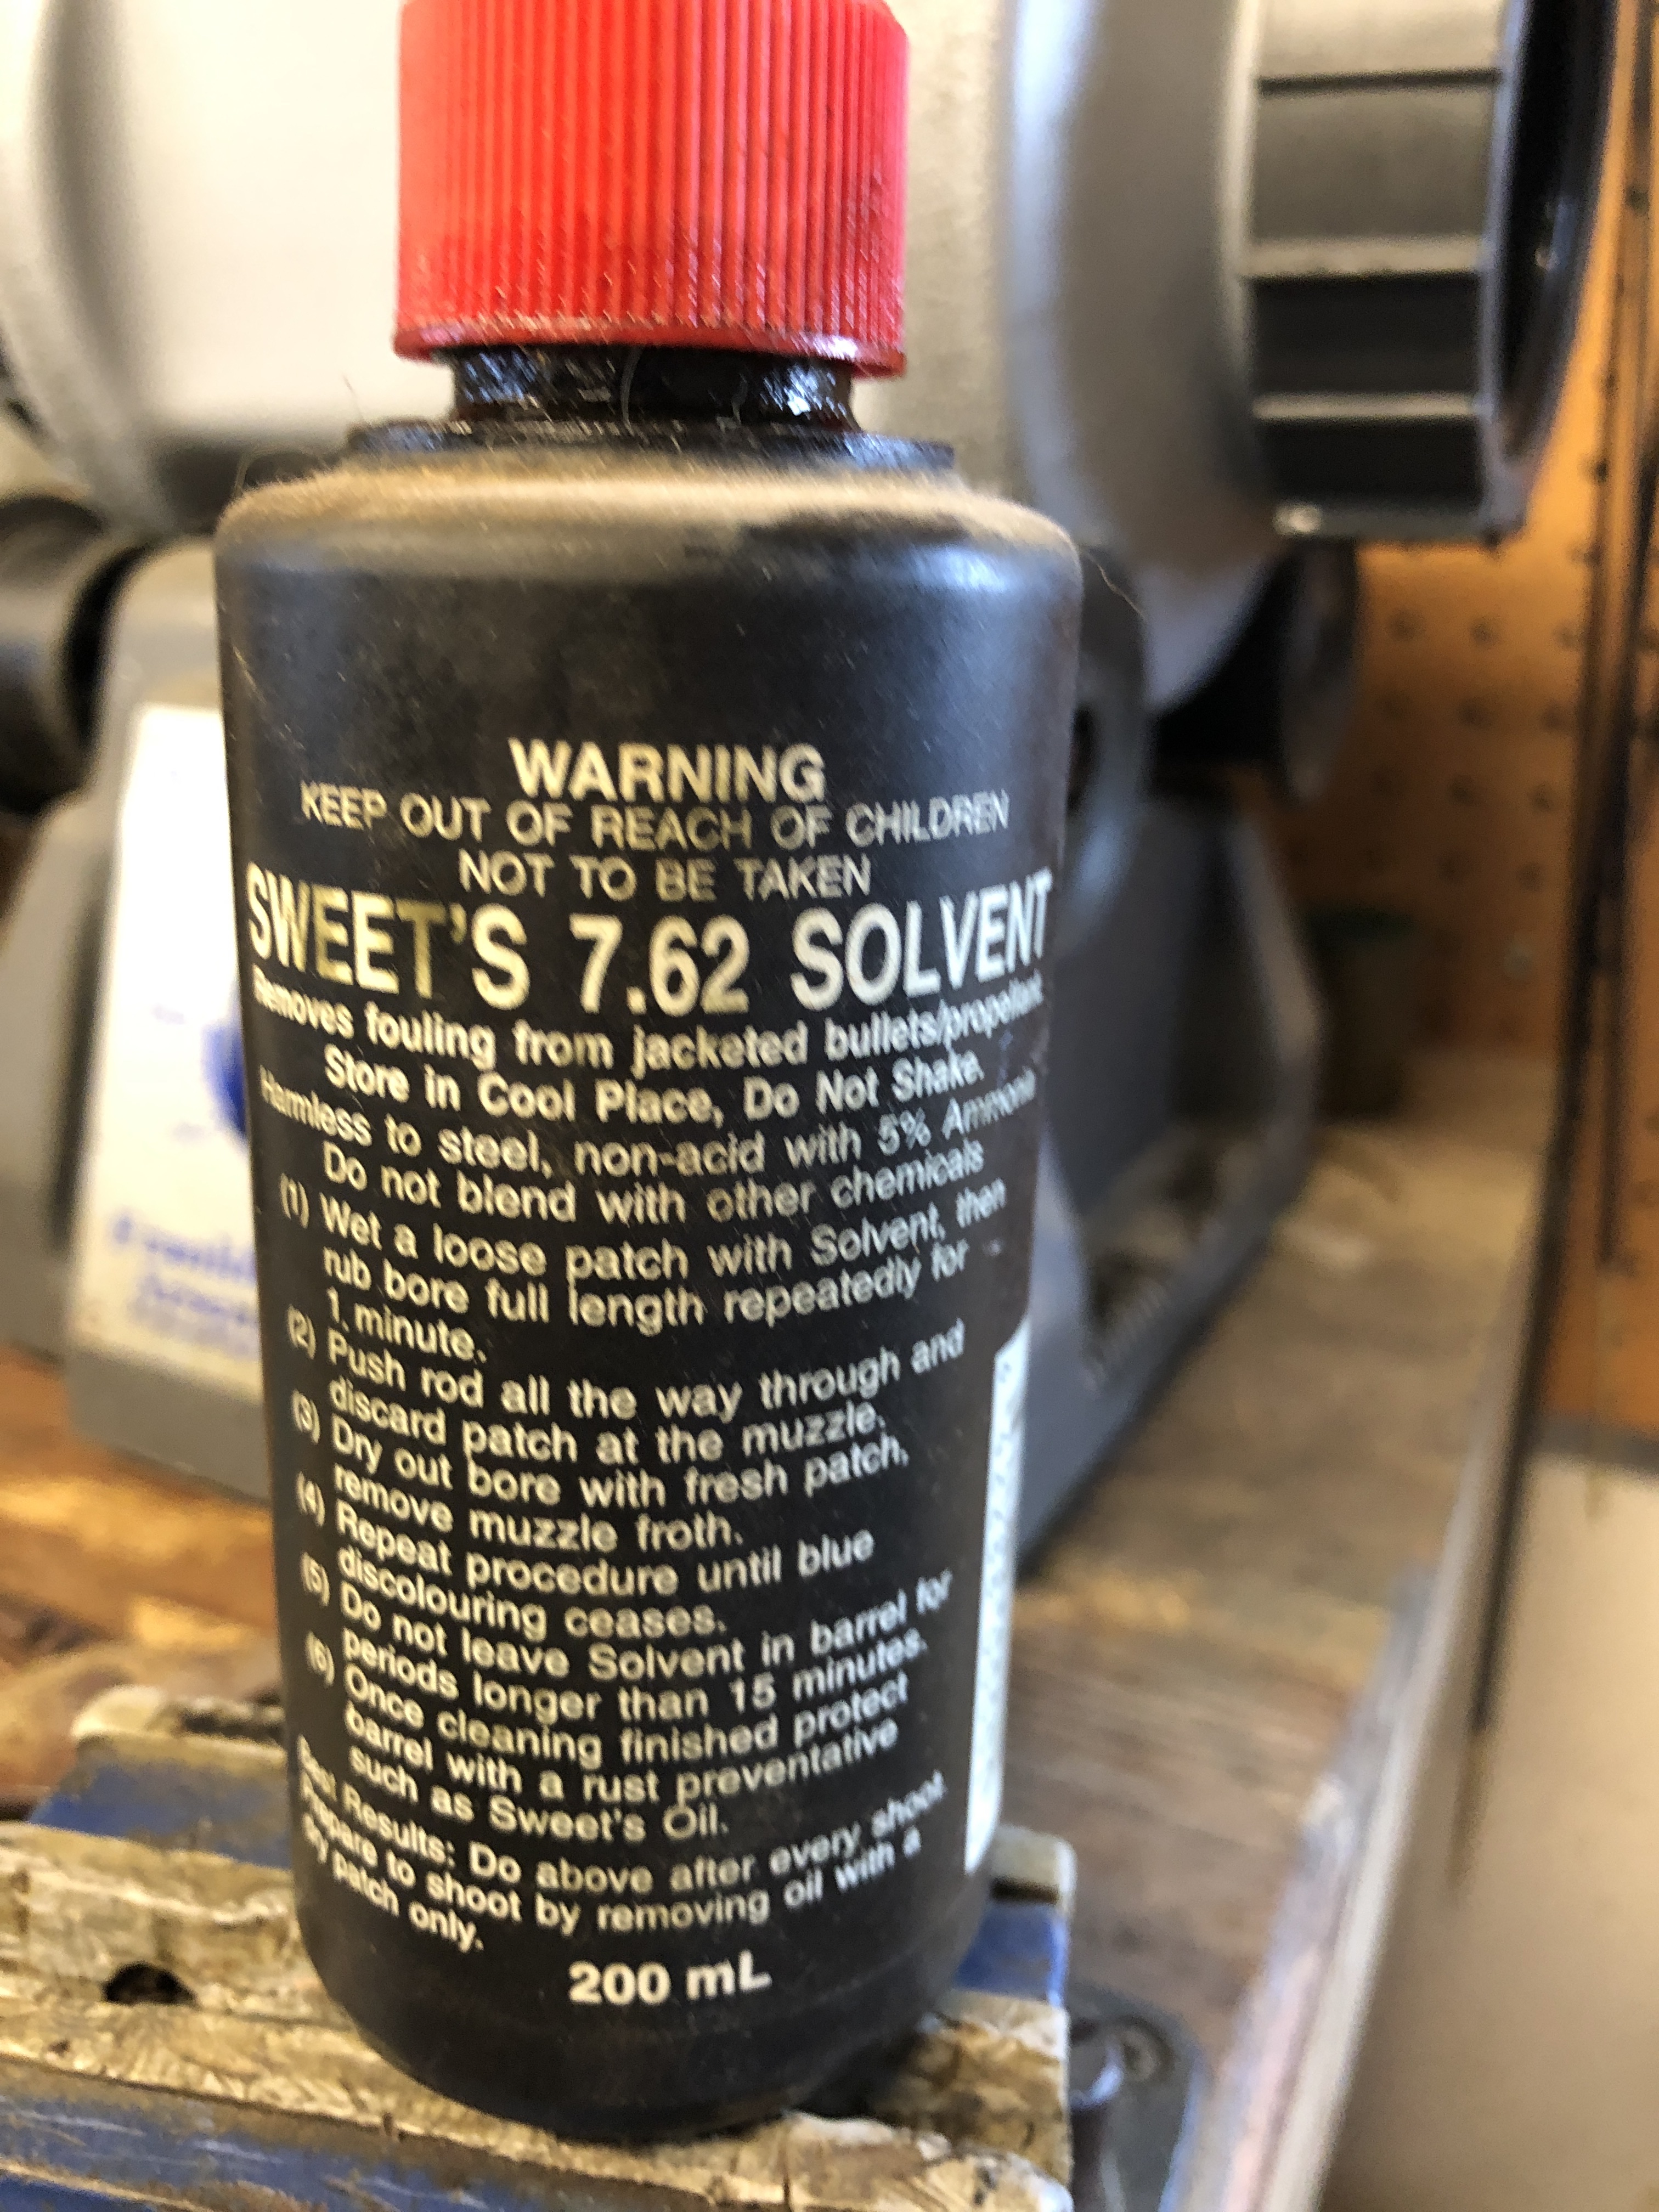 WARNING
KEEP OUT OF REACH OF CHILDREN
NOT TO BE TAKEN
SWEET'S 7.62 SOLVENT
Removes fouling from jacketed bullets/propellant.
Store in Cool Place, Do Not Shake.
Harmless to steel, non-acid with 5% Ammonia
Do not blend with other chemicals
(1) Wet a loose patch with Solvent, then
rub bore full length repeatedly for
1 minute.
(2) Push rod all the way through and
discard patch at the muzzle.
(3) Dry out bore with fresh patch,
remove muzzle froth.
(4) Repeat procedure until blue
discolouring ceases.
(5) Do not leave Solvent in barrel for
periods longer than 15 minutes.
(6) Once cleaning finished protect
barrel with a rust preventative
such as Sweet's Oil.
Best Results: Do above after every shoot.
Prepare to shoot by removing oil with a
dry patch only.
200 mL